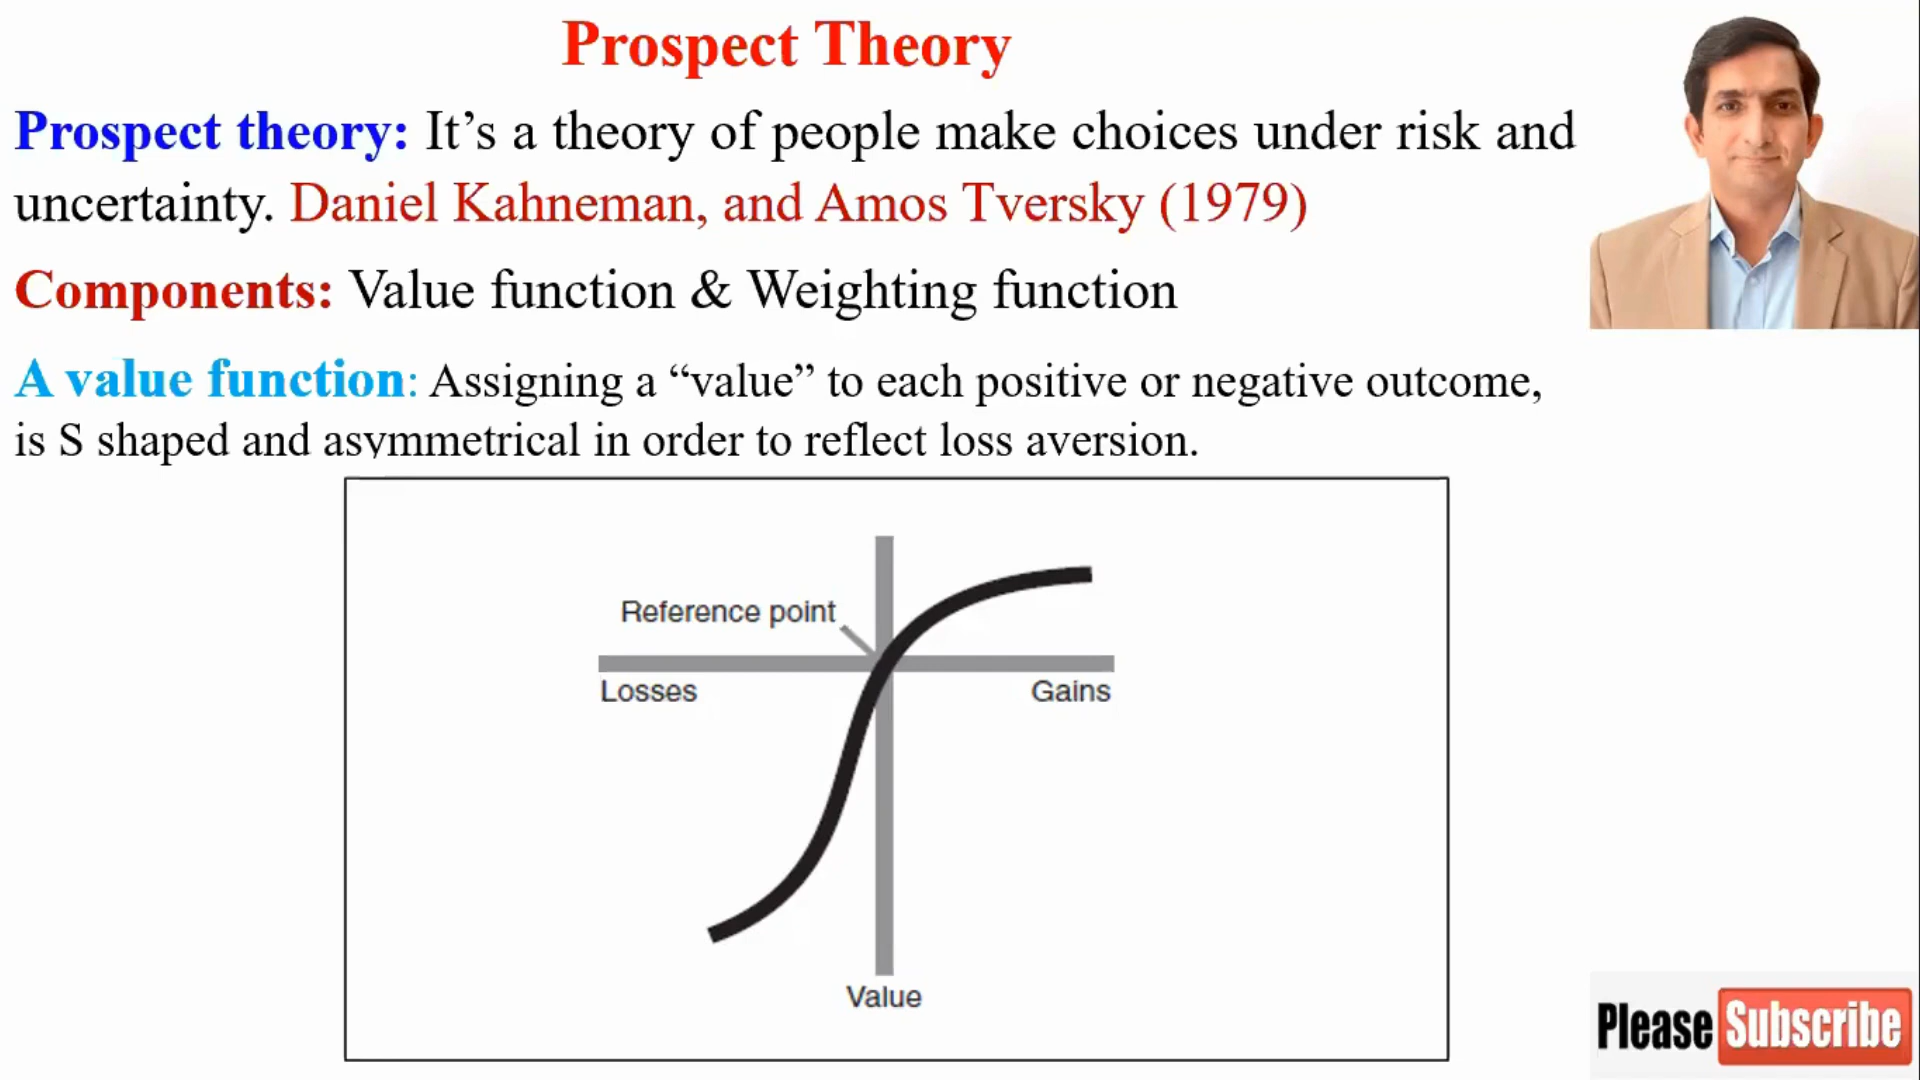 Prospect Theory
Prospect theory: It’s a theory of people make choices under risk and
uncertainty. Daniel Kahneman, and Amos Tversky (1979)
Components: Value function & Weighting function
A value function: Assigning a “value” to each positive or negative outcome,
is S shaped and asymmetrical in order to reflect loss aversion.
Reference point
Losses
Gains
Value
Please Subscribe